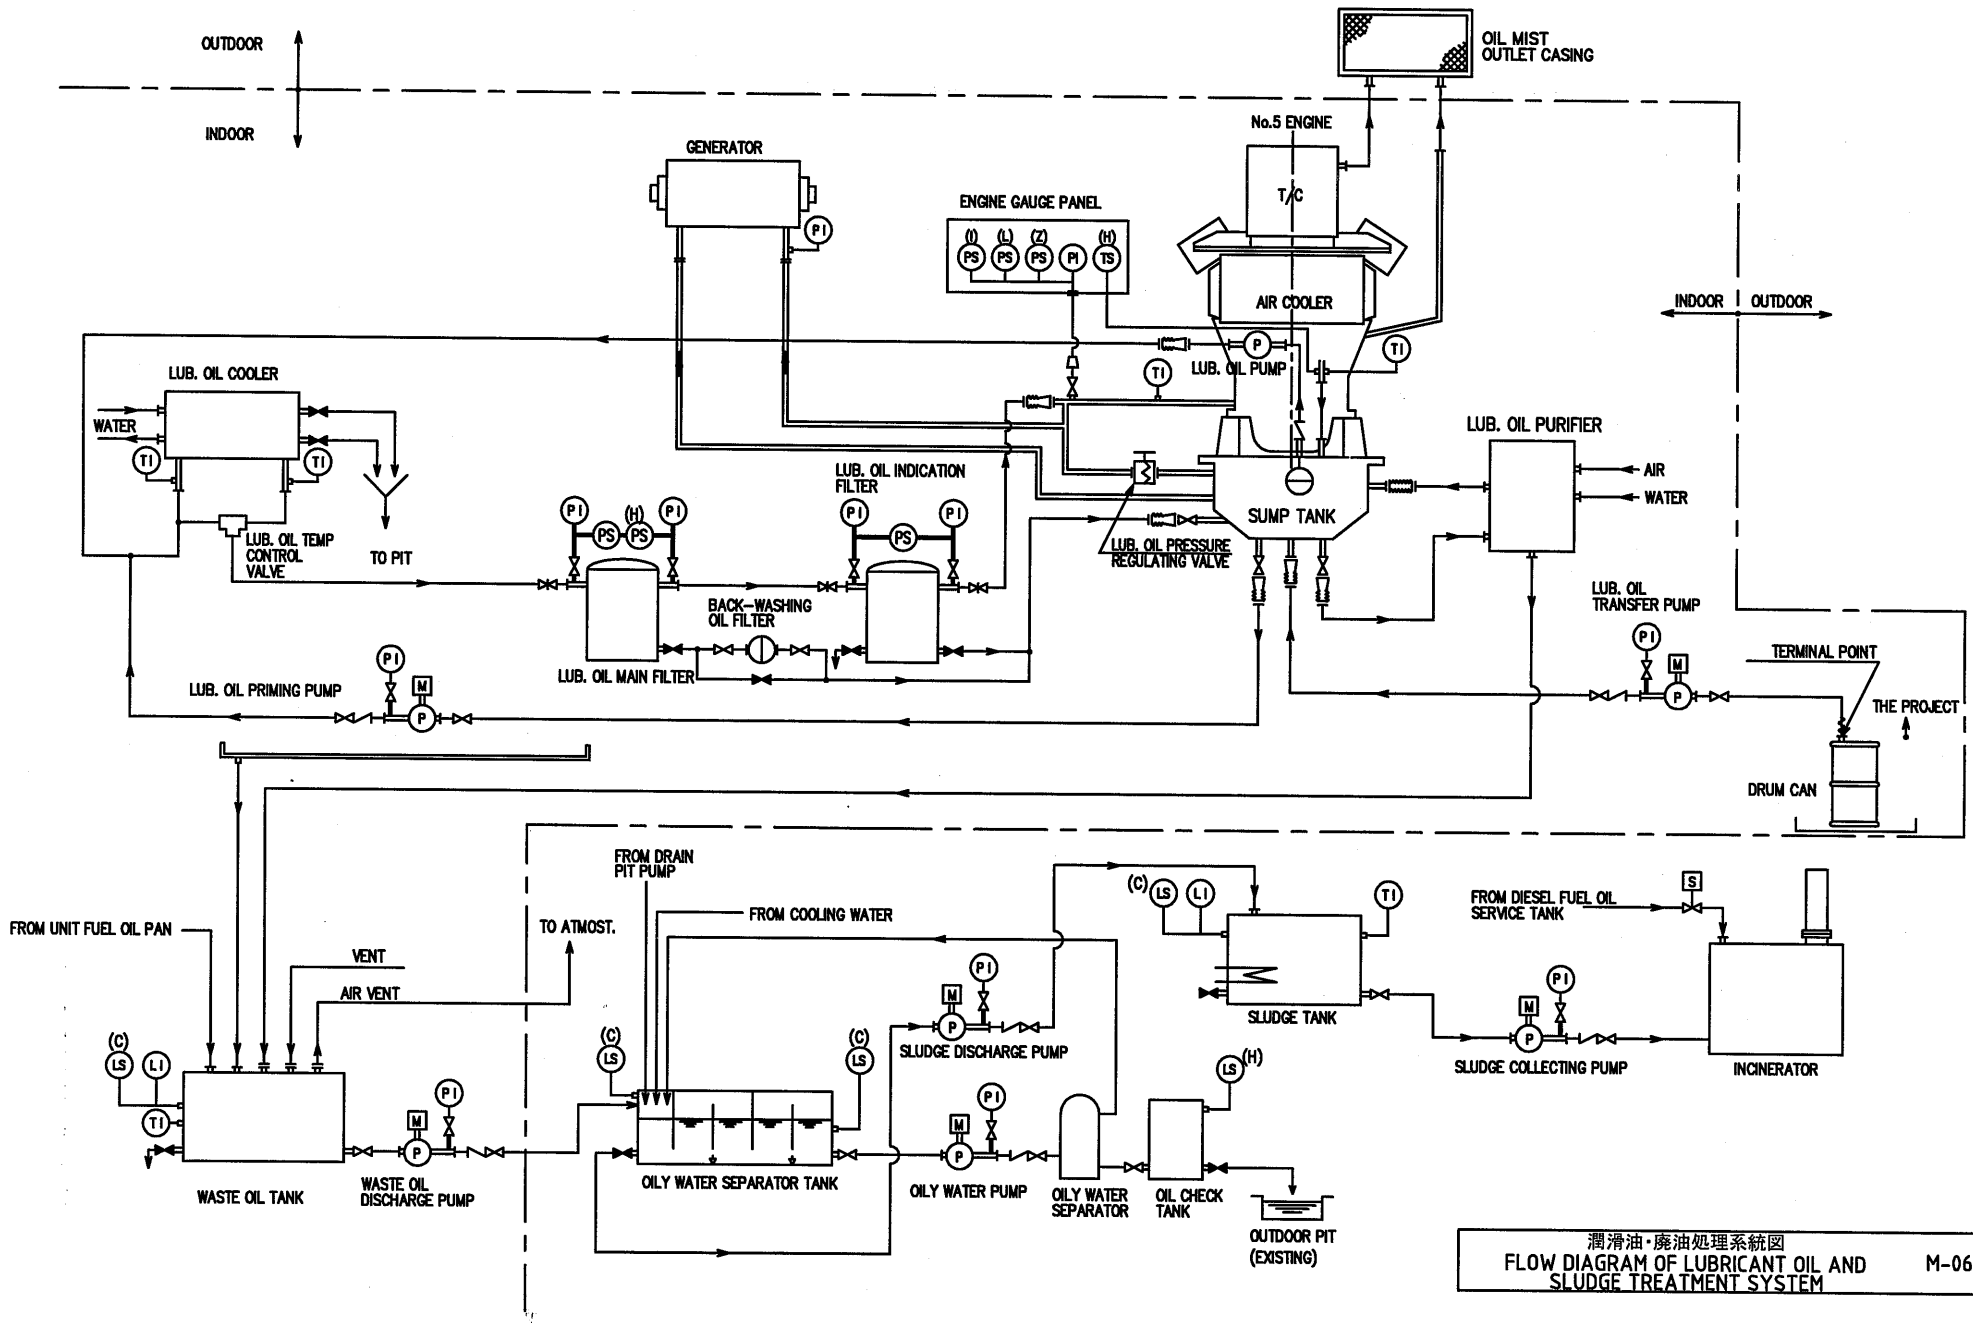 OUTDOOR
INDOOR
OIL MIST
OUTLET CASING
No.5 ENGINE
GENERATOR
T/C
ENGINE GAUGE PANEL
PI
(I)
(L)
(Z)
(H)
PS
PS
PS
PI
TS
AIR COOLER
INDOOR
OUTDOOR
P
LUB. OIL PUMP
TI
TI
LUB. OIL COOLER
WATER
TI
TI
LUB. OIL TEMP
CONTROL
VALVE
TO PIT
LUB. OIL PURIFIER
AIR
WATER
LUB. OIL INDICATION
FILTER
PI
PS
(H)
PS
PI
PI
PS
PI
SUMP TANK
LUB. OIL PRESSURE
REGULATING VALVE
BACK-WASHING
OIL FILTER
LUB. OIL MAIN FILTER
LUB. OIL
TRANSFER PUMP
PI
M
P
TERMINAL POINT
THE PROJECT
DRUM CAN
LUB. OIL PRIMING PUMP
PI
M
P
FROM DRAIN
PIT PUMP
FROM COOLING WATER
TO ATMOST.
FROM UNIT FUEL OIL PAN
VENT
AIR VENT
(C)
LS
LI
TI
WASTE OIL TANK
M
P
PI
WASTE OIL
DISCHARGE PUMP
(C)
LS
(C)
LS
OILY WATER SEPARATOR TANK
M
P
PI
SLUDGE DISCHARGE PUMP
M
P
PI
OILY WATER PUMP
OILY WATER
SEPARATOR
LS
(H)
OIL CHECK
TANK
OUTDOOR PIT
(EXISTING)
(C)
LS
LI
TI
SLUDGE TANK
FROM DIESEL FUEL OIL
SERVICE TANK
S
M
P
PI
SLUDGE COLLECTING PUMP
INCINERATOR
潤滑油・廃油処理系統図
FLOW DIAGRAM OF LUBRICANT OIL AND
SLUDGE TREATMENT SYSTEM
M-06